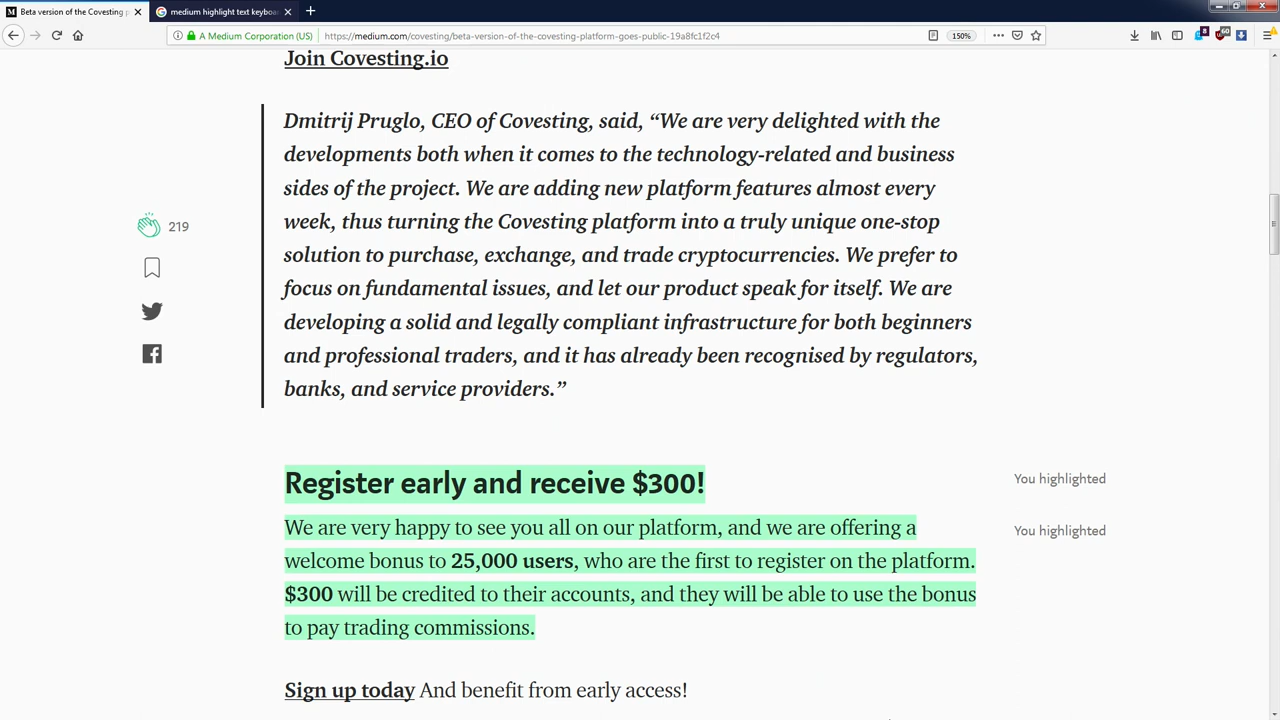 Beta version of the Covesting p
medium highlight text keyboa
A Medium Corporation (US)
https://medium.com/covesting/beta-version-of-the-covesting-platform-goes-public-19a8fc1f2c4
150%
8
60
Join Covesting.io
Dmitrij Pruglo, CEO of Covesting, said, “We are very delighted with the
developments both when it comes to the technology-related and business
sides of the project. We are adding new platform features almost every
week, thus turning the Covesting platform into a truly unique one-stop
solution to purchase, exchange, and trade cryptocurrencies. We prefer to
focus on fundamental issues, and let our product speak for itself. We are
developing a solid and legally compliant infrastructure for both beginners
and professional traders, and it has already been recognised by regulators,
banks, and service providers.”
219
Register early and receive $300!
You highlighted
We are very happy to see you all on our platform, and we are offering a
You highlighted
welcome bonus to 25,000 users, who are the first to register on the platform.
$300 will be credited to their accounts, and they will be able to use the bonus
to pay trading commissions.
Sign up today And benefit from early access!